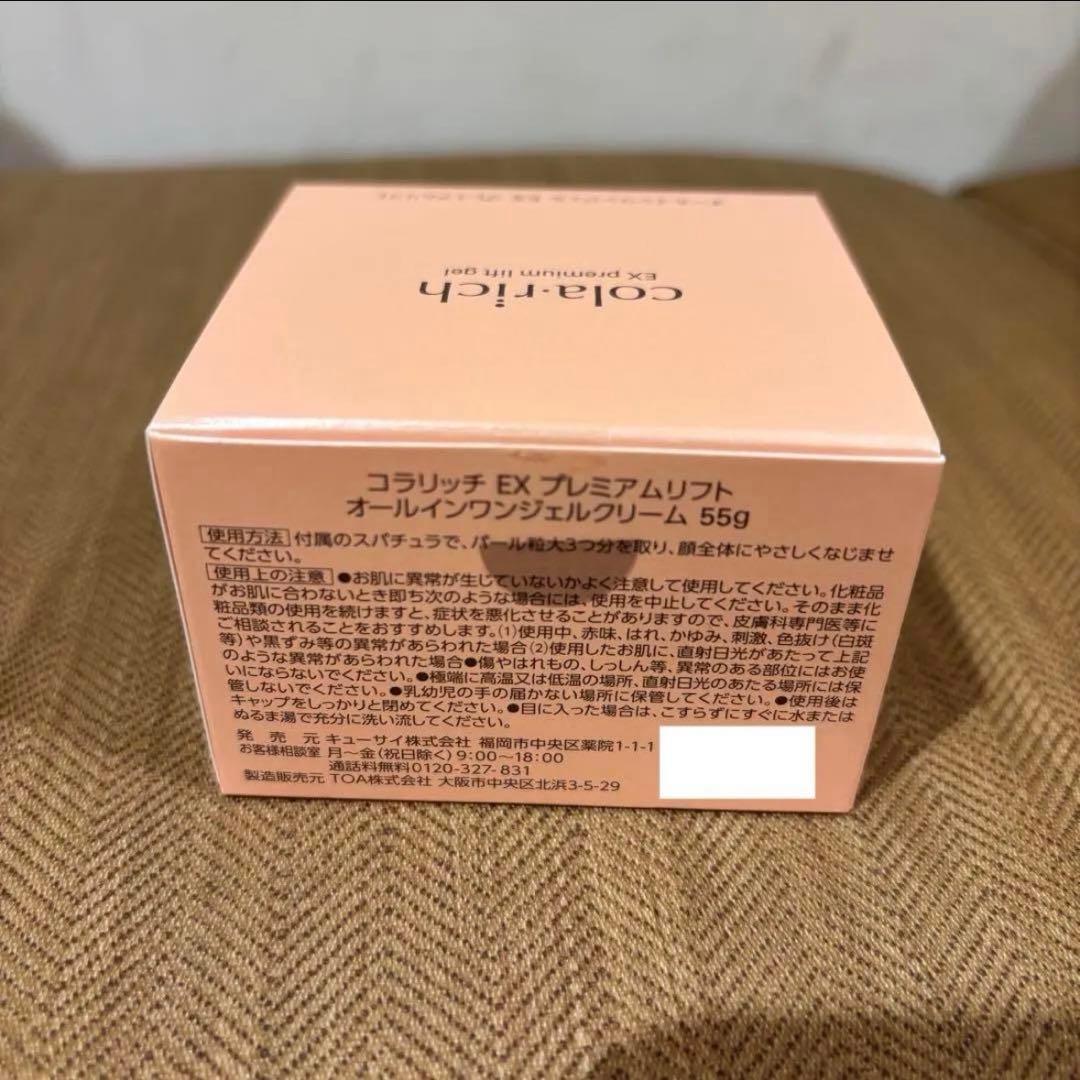 オールインワンジェル EX プレミアムリフト
EX premium lift gel
cola・rich
コラリッチ EX プレミアムリフト
オールインワンジェルクリーム 55g
使用方法 付属のスパチュラで、パール粒大3つ分を取り、顔全体にやさしくなじませ
てください。
使用上の注意 ●お肌に異常が生じていないかよく注意して使用してください。化粧品
がお肌に合わないとき即ち次のような場合には、使用を中止してください。そのまま化
粧品類の使用を続けますと、症状を悪化させることがありますので、皮膚科専門医等に
ご相談されることをおすすめします。(1)使用中、赤味、はれ、かゆみ、刺激、色抜け(白斑
等)や黒ずみ等の異常があらわれた場合(2)使用したお肌に、直射日光があたって上記
のような異常があらわれた場合●傷やはれもの、しっしん等、異常のある部位にはお使
いにならないでください。●極端に高温又は低温の場所、直射日光のあたる場所には保
管しないでください。●乳幼児の手の届かない場所に保管してください。●使用後は
キャップをしっかりと閉めてください。●目に入った場合は、こすらずにすぐに水または
ぬるま湯で充分に洗い流してください。
発売元 キューサイ株式会社 福岡市中央区薬院1-1-1
お客様相談室 月～金(祝日除く)9:00～18:00
通話料無料0120-327-831
製造販売元 TOA株式会社 大阪市中央区北浜3-5-29